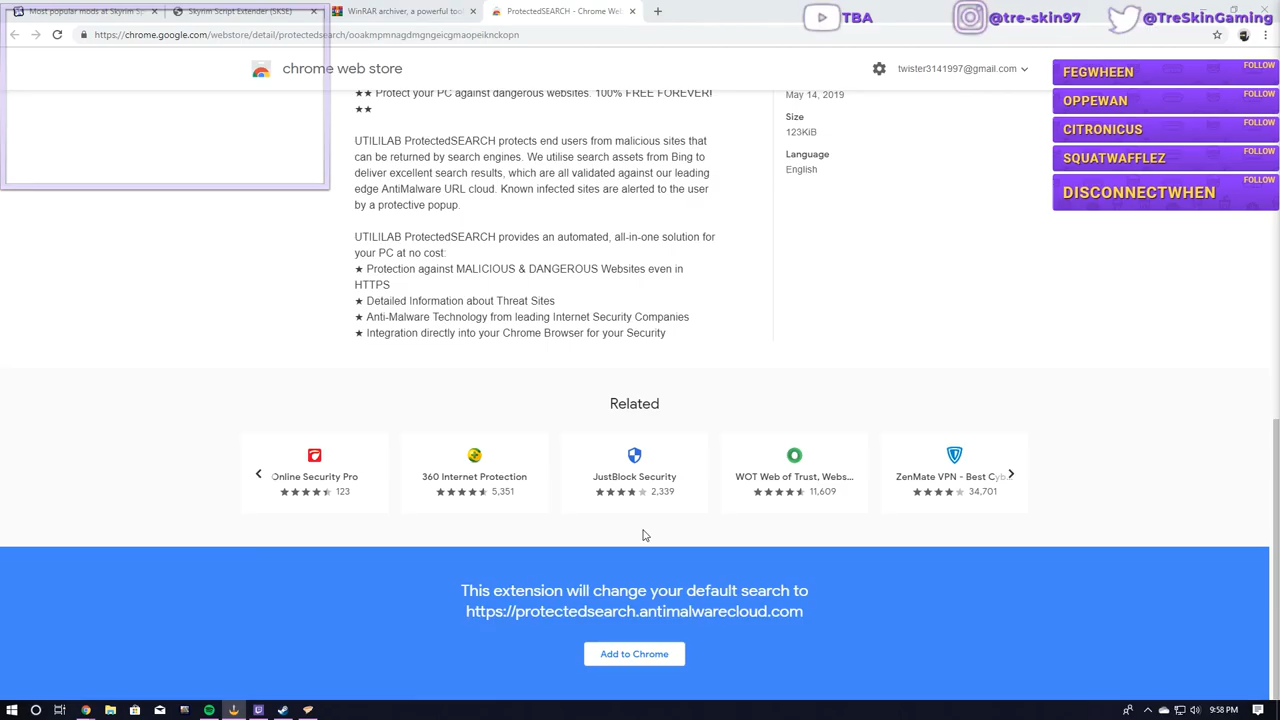 Most popular mods at Skyrim S
Skyrim Script Extender (SKSE)
WinRAR archiver, a powerful tool
ProtectedSEARCH - Chrome Web
https://chrome.google.com/webstore/detail/protectedsearch/ooakmpmnagdmgngeicgmaopeiknckopn
TBA
@tre-skin97
@TreSkinGaming
chrome web store
twister3141997@gmail.com
FEGWHEEN FOLLOW
OPPEWAN FOLLOW
CITRONICUS FOLLOW
SQUATWAFFLEZ FOLLOW
DISCONNECTWHEN FOLLOW
★★ Protect your PC against dangerous websites. 100% FREE FOREVER!
★★
UTILILAB ProtectedSEARCH protects end users from malicious sites that
can be returned by search engines. We utilise search assets from Bing to
deliver excellent search results, which are all validated against our leading
edge AntiMalware URL cloud. Known infected sites are alerted to the user
by a protective popup.
UTILILAB ProtectedSEARCH provides an automated, all-in-one solution for
your PC at no cost:
★ Protection against MALICIOUS & DANGEROUS Websites even in
HTTPS
★ Detailed Information about Threat Sites
★ Anti-Malware Technology from leading Internet Security Companies
★ Integration directly into your Chrome Browser for your Security
May 14, 2019
Size
123KiB
Language
English
Related
Online Security Pro
123
360 Internet Protection
5,351
JustBlock Security
2,339
WOT Web of Trust, Webs...
11,609
ZenMate VPN - Best Cyb...
34,701
This extension will change your default search to
https://protectedsearch.antimalwarecloud.com
Add to Chrome
9:58 PM